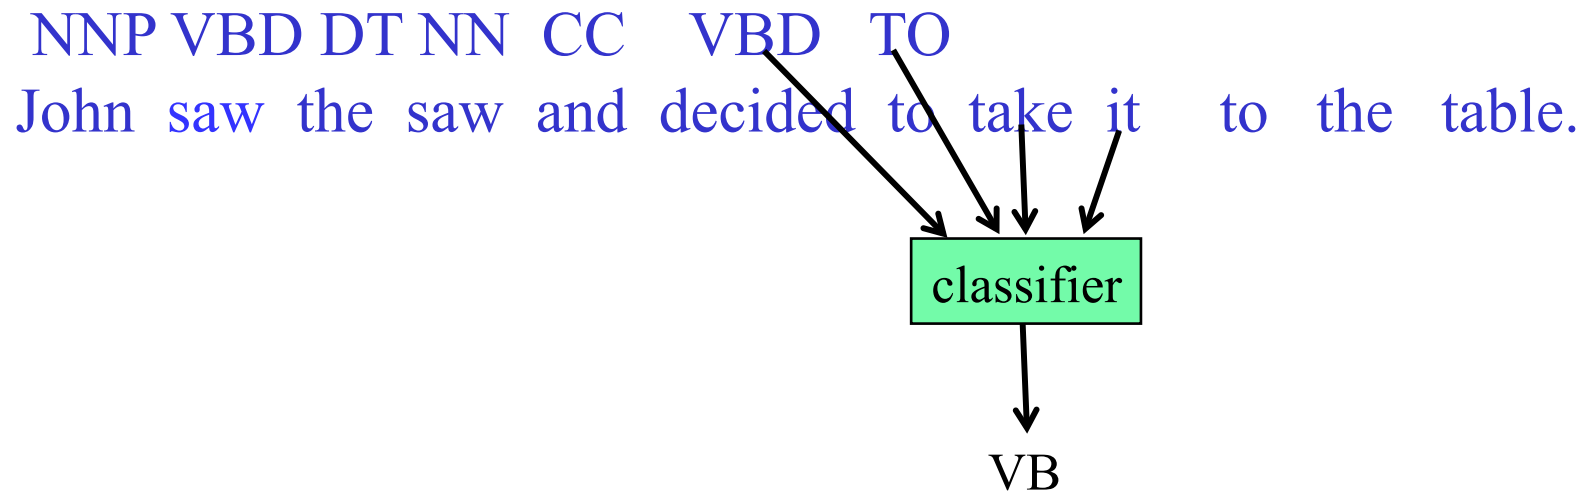 NNP VBD DT NN CC VBD TO
John saw the saw and decided to take it to the table.
classifier
VB